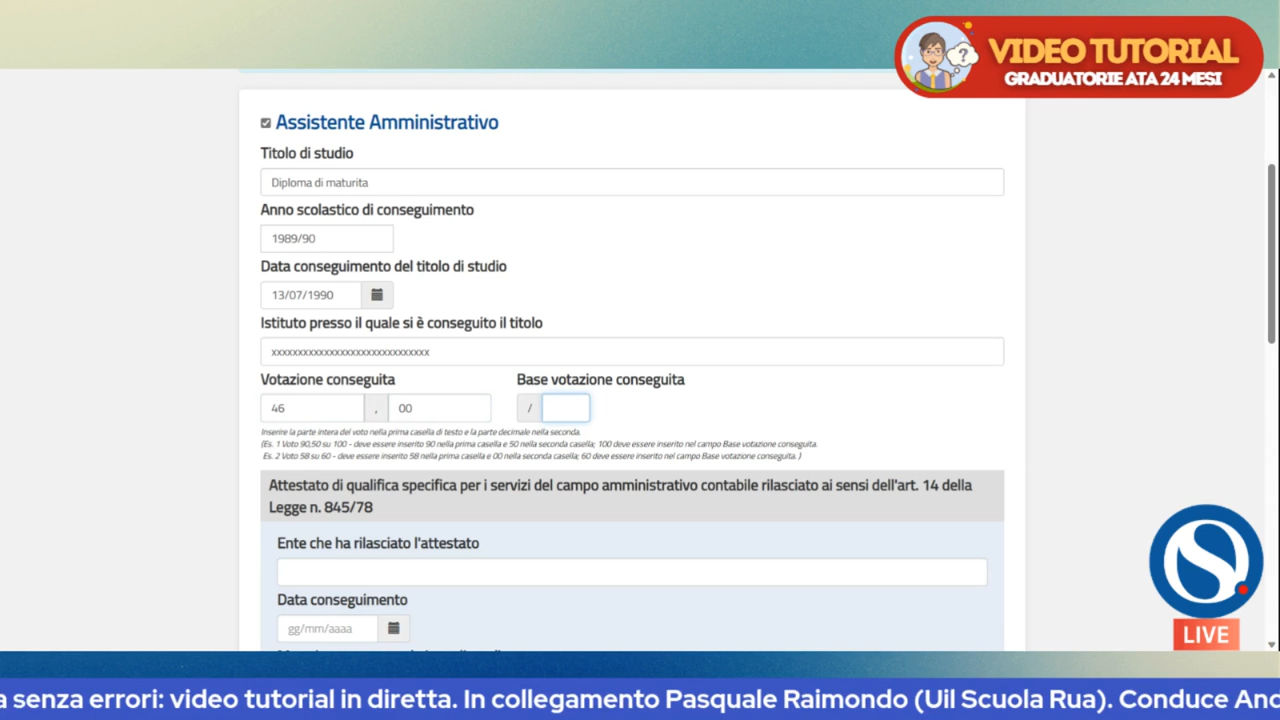 VIDEO TUTORIAL
GRADUATORIE ATA 24 MESI
?
Assistente Amministrativo
Titolo di studio
Diploma di maturita
Anno scolastico di conseguimento
1989/90
Data conseguimento del titolo di studio
13/07/1990
Istituto presso il quale si è conseguito il titolo
xxxxxxxxxxxxxxxxxxxxxxxxxxxxxx
Votazione conseguita Base votazione conseguita
46 , 00 /
Inserire la parte intera del voto nella prima casella di testo e la parte decimale nella seconda.
(Es. 1 Voto 90,50 su 100 - deve essere inserito 90 nella prima casella e 50 nella seconda casella; 100 deve essere inserito nel campo Base votazione conseguita.
Es. 2 Voto 58 su 60 - deve essere inserito 58 nella prima casella e 00 nella seconda casella; 60 deve essere inserito nel campo Base votazione conseguita. )
Attestato di qualifica specifica per i servizi del campo amministrativo contabile rilasciato ai sensi dell'art. 14 della
Legge n. 845/78
Ente che ha rilasciato l'attestato
Data conseguimento
gg/mm/aaaa
S
LIVE
a senza errori: video tutorial in diretta. In collegamento Pasquale Raimondo (Uil Scuola Rua). Conduce And